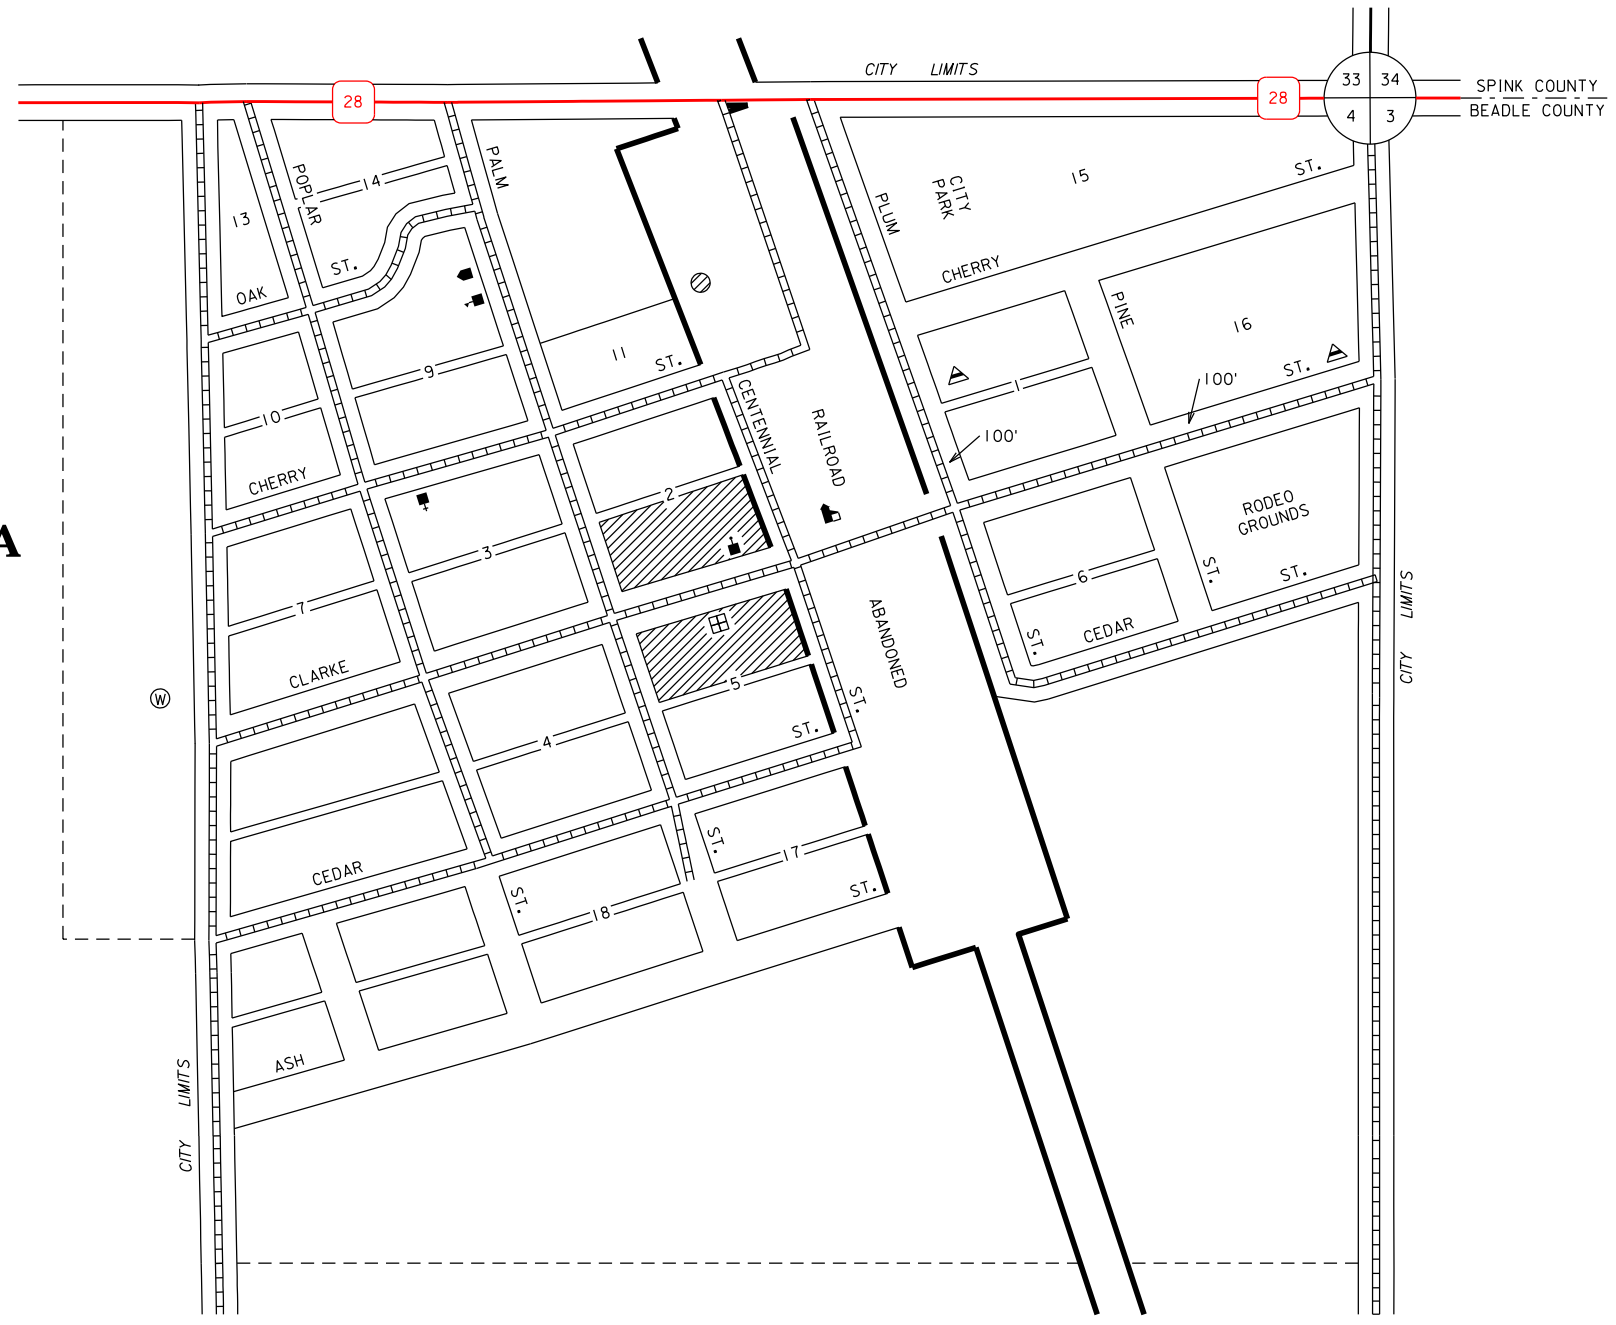 CITY LIMITS
33 34
SPINK COUNTY
28
28
4 3
BEADLE COUNTY
POPLAR
14
PALM
13
ST.
OAK
PLUM
CITY
PARK
15
ST.
CHERRY
PINE
16
11
ST.
ST.
9
10
1
100'
100'
CENTENNIAL
RAILROAD
CHERRY
2
RODEO
GROUNDS
3
7
6
ST.
ST.
ABANDONED
ST.
CEDAR
CLARKE
5
ST.
ST.
W
4
A
CITY LIMITS
CEDAR
ST.
17
ST.
ST.
18
ASH
CITY LIMITS